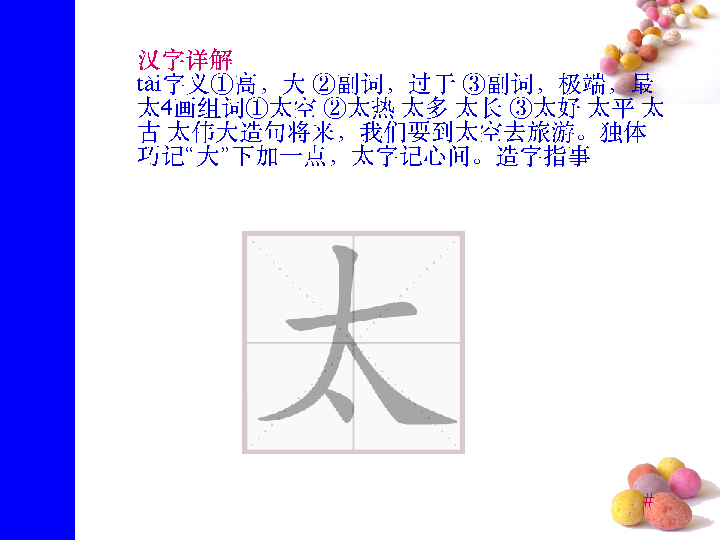 汉字详解
tài字义①高，大 ②副词，过于 ③副词，极端，最
太4画组词①太空 ②太热 太多 太长 ③太好 太平 太
古 太伟大造句将来，我们要到太空去旅游。独体
巧记“大”下加一点，太字记心间。造字指事
太
#